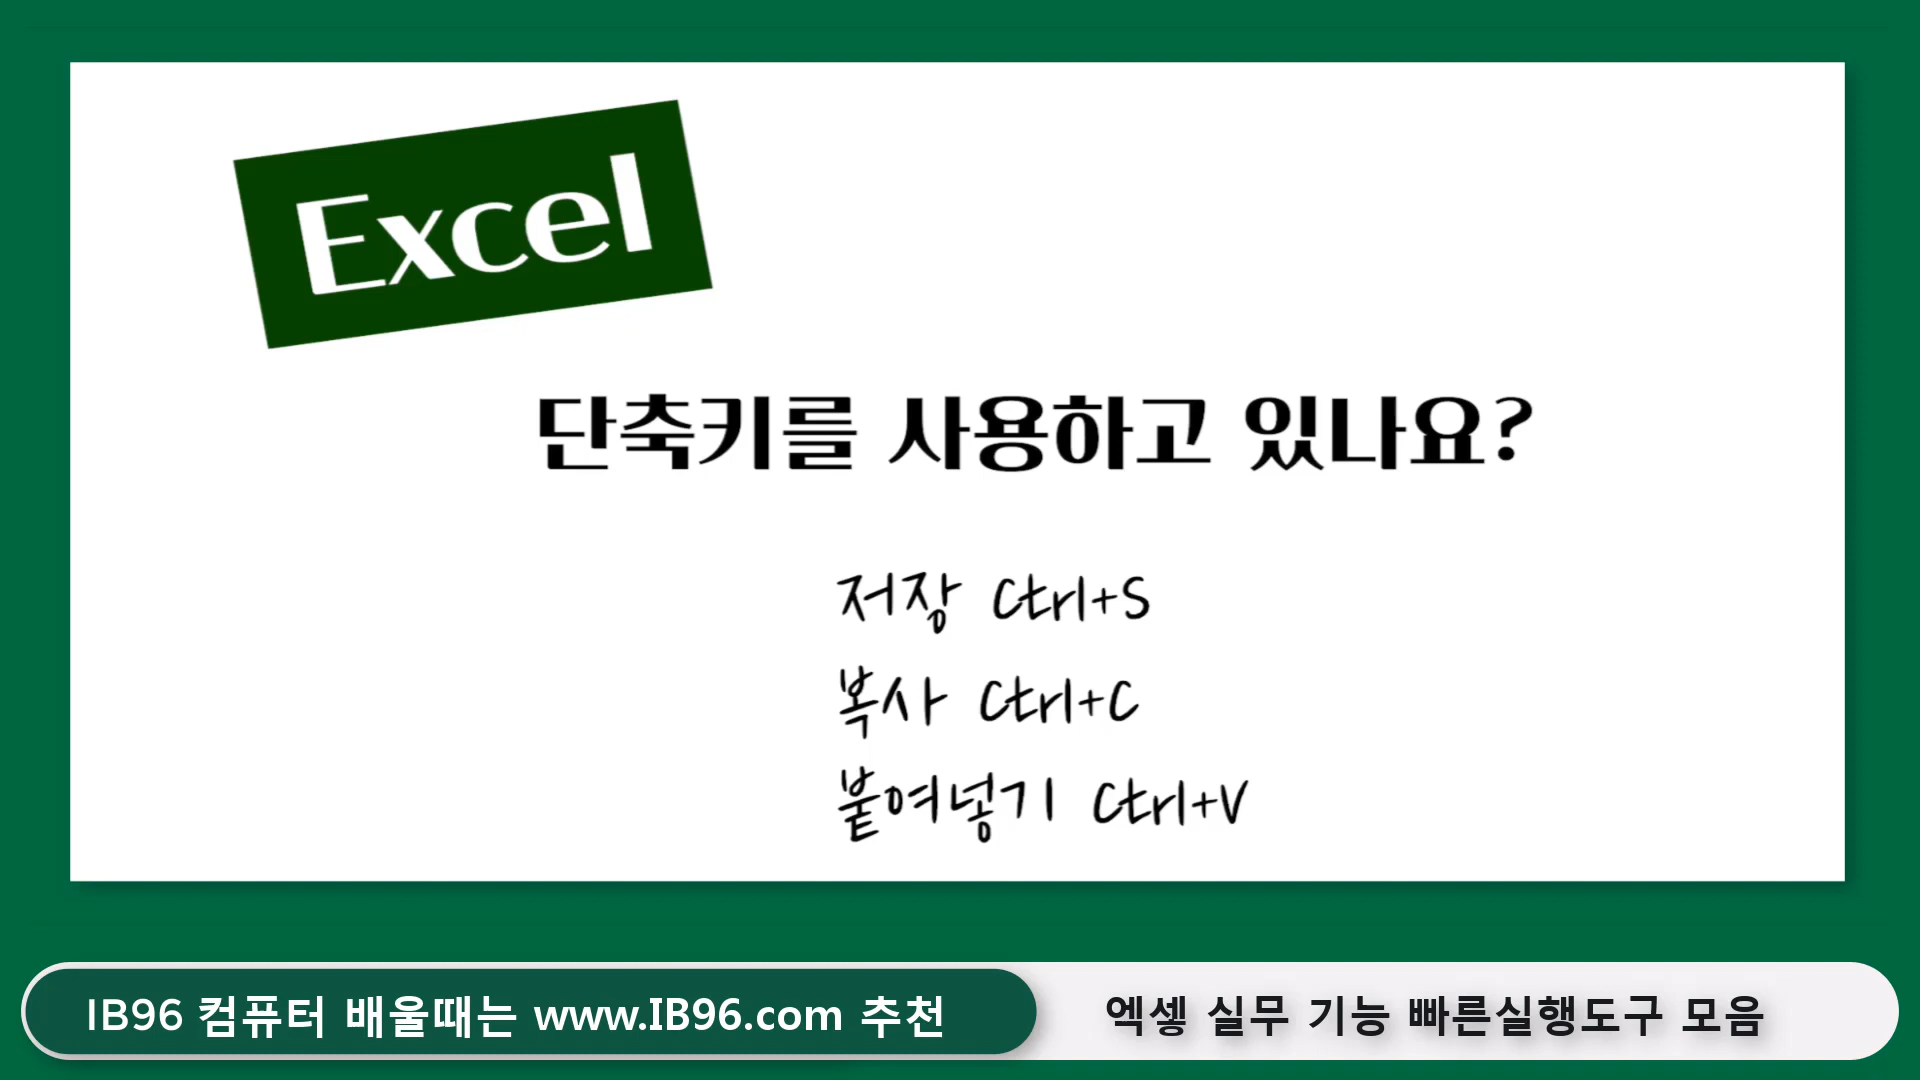 Excel
단축키를 사용하고 있나요?
저장 Ctrl+S
복사 Ctrl+C
붙여넣기 Ctrl+V
IB96 컴퓨터 배울때는 www.IB96.com 추천
엑셀 실무 기능 빠른실행도구 모음